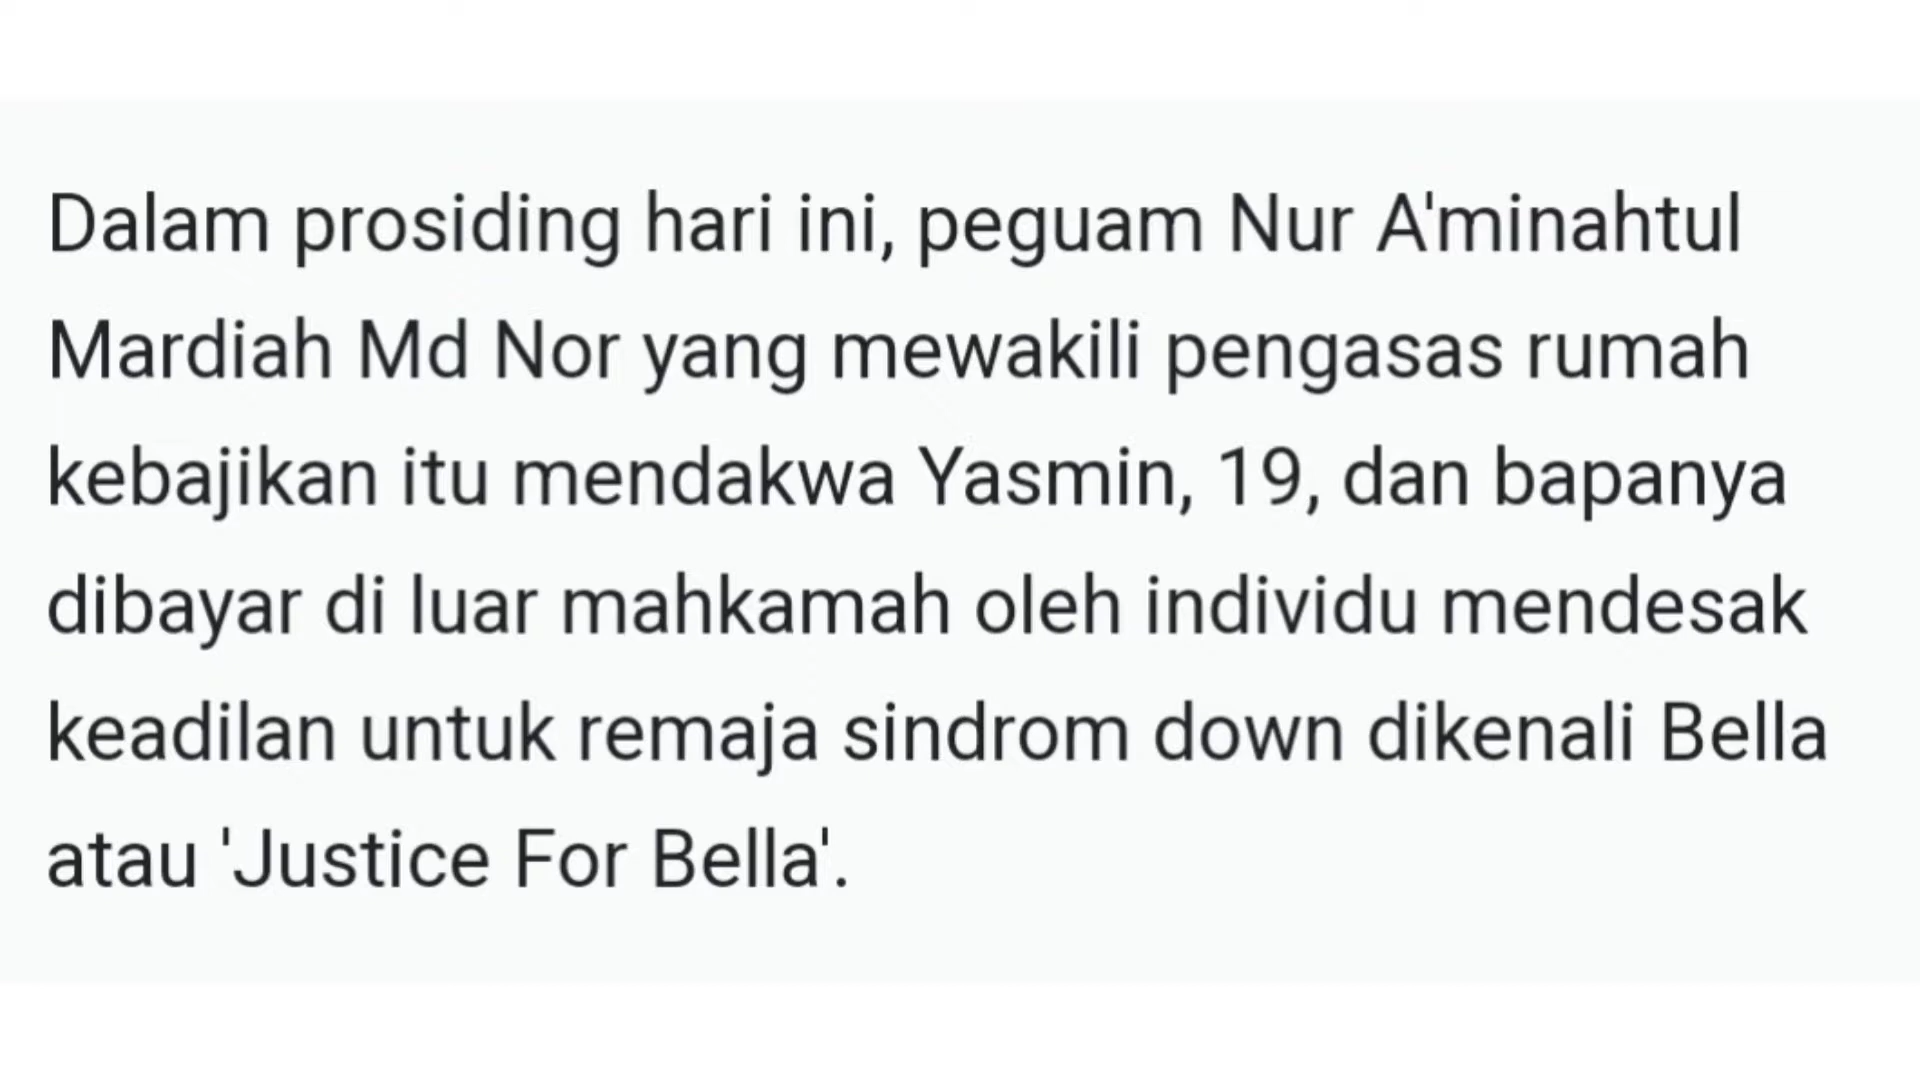 Dalam prosiding hari ini, peguam Nur A'minahtul
Mardiah Md Nor yang mewakili pengasas rumah
kebajikan itu mendakwa Yasmin, 19, dan bapanya
dibayar di luar mahkamah oleh individu mendesak
keadilan untuk remaja sindrom down dikenali Bella
atau 'Justice For Bella'.